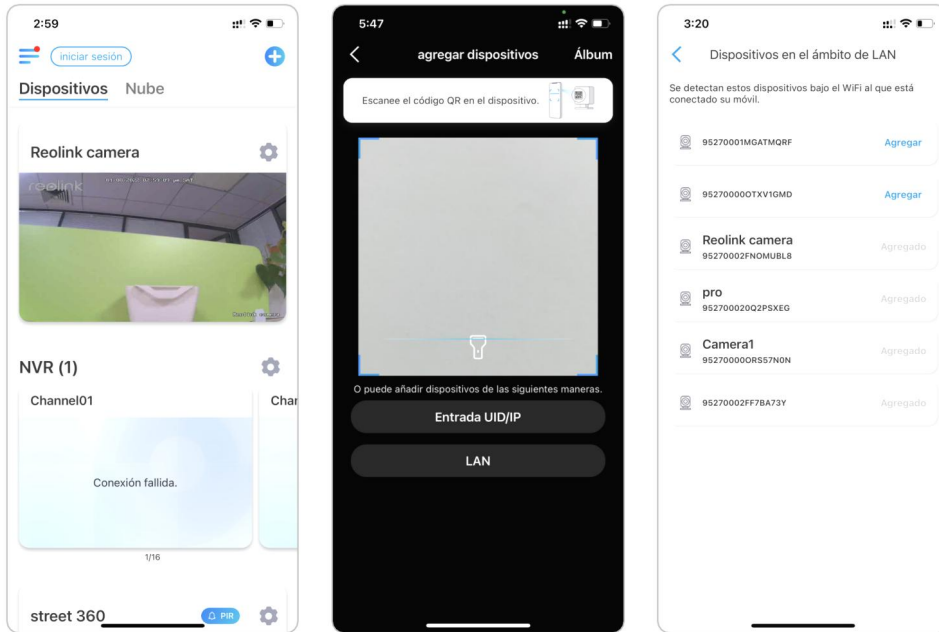 2:59
iniciar sesión
Dispositivos Nube
Reolink camera
reolink
NVR (1)
Channel01
Conexión fallida.
1/16
street 360
PIR
5:47
agregar dispositivos Álbum
Escanee el código QR en el dispositivo.
O puede añadir dispositivos de las siguientes maneras.
Entrada UID/IP
LAN
3:20
Dispositivos en el ámbito de LAN
Se detectan estos dispositivos bajo el WiFi al que está
conectado su móvil.
95270001MGATMQRF Agregar
95270000OTXV1GMD Agregar
Reolink camera
95270002FNOMUBL8 Agregado
pro
952700020Q2PSXEG Agregado
Camera1
95270000ORS57N0N Agregado
95270002FF7BA73Y Agregado